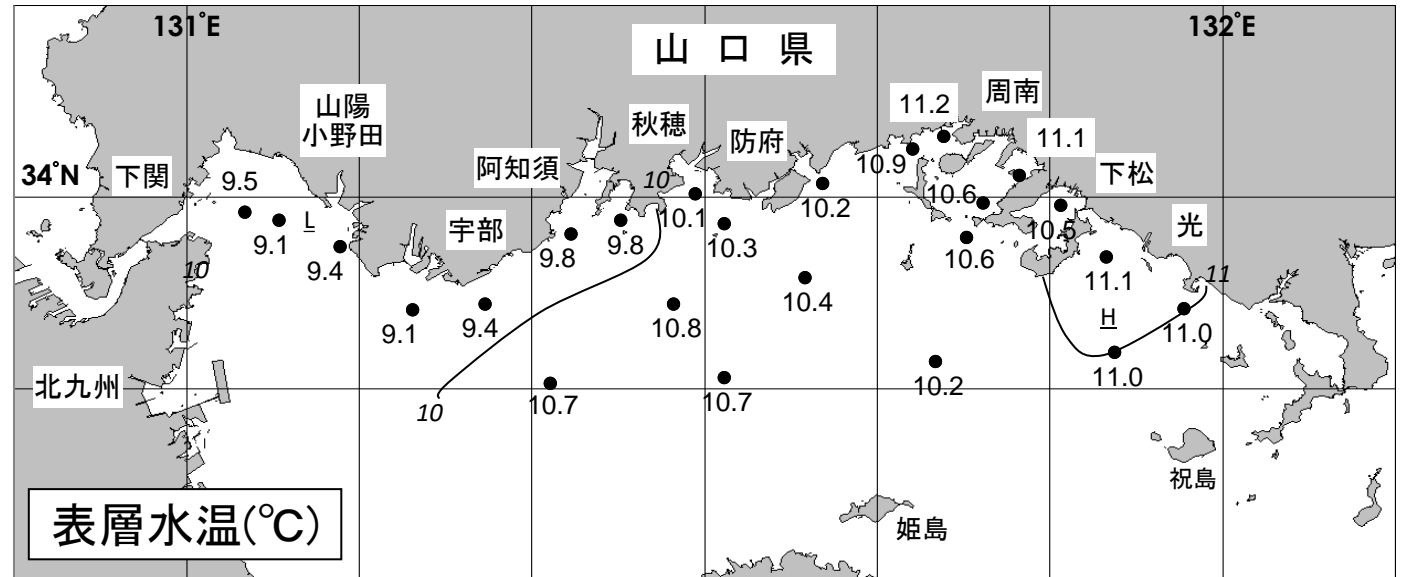 131°E
132°E
山 口 県
山陽
小野田
秋穂
防府
11.2
周南
11.1
34°N
下関
阿知須
10.9
下松
9.5
10
10.1
10.2
10.6
9.1
L
宇部
9.8
9.8
10.3
10.5
光
9.4
10
10.6
11.1
11
9.1
9.4
10.8
10.4
H
11.0
11.0
北九州
10
10.7
10.7
10.2
祝島
姫島
表層水温(℃)